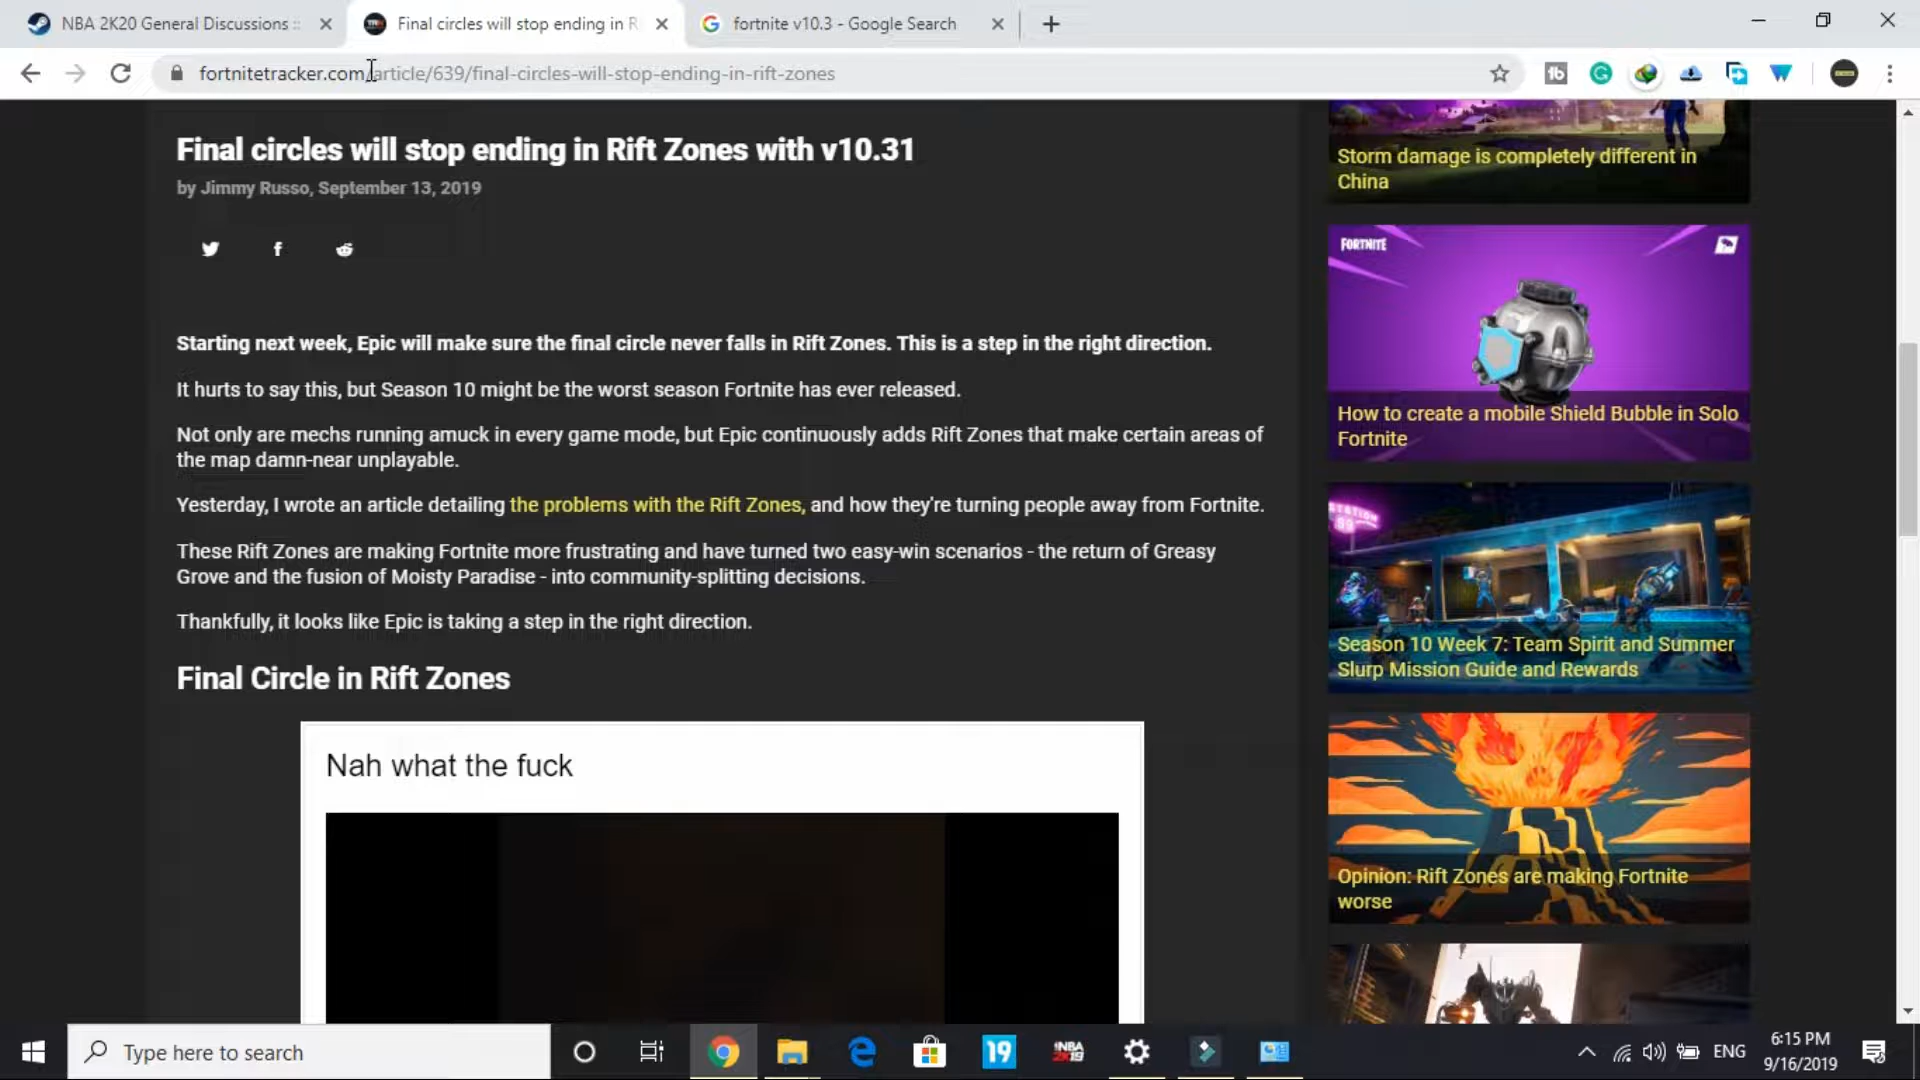 NBA 2K20 General Discussions ::
Final circles will stop ending in R
fortnite v10.3 - Google Search
fortnitetracker.com/article/639/final-circles-will-stop-ending-in-rift-zones
Final circles will stop ending in Rift Zones with v10.31
by Jimmy Russo, September 13, 2019
Starting next week, Epic will make sure the final circle never falls in Rift Zones. This is a step in the right direction.
It hurts to say this, but Season 10 might be the worst season Fortnite has ever released.
Not only are mechs running amuck in every game mode, but Epic continuously adds Rift Zones that make certain areas of
the map damn-near unplayable.
Yesterday, I wrote an article detailing the problems with the Rift Zones, and how they're turning people away from Fortnite.
These Rift Zones are making Fortnite more frustrating and have turned two easy-win scenarios - the return of Greasy
Grove and the fusion of Moisty Paradise - into community-splitting decisions.
Thankfully, it looks like Epic is taking a step in the right direction.
Final Circle in Rift Zones
Nah what the fuck
Storm damage is completely different in
China
FORTNITE
How to create a mobile Shield Bubble in Solo
Fortnite
STATION
99
Season 10 Week 7: Team Spirit and Summer
Slurp Mission Guide and Rewards
Opinion: Rift Zones are making Fortnite
worse
Type here to search
19
NBA
2K19
ENG
6:15 PM
9/16/2019